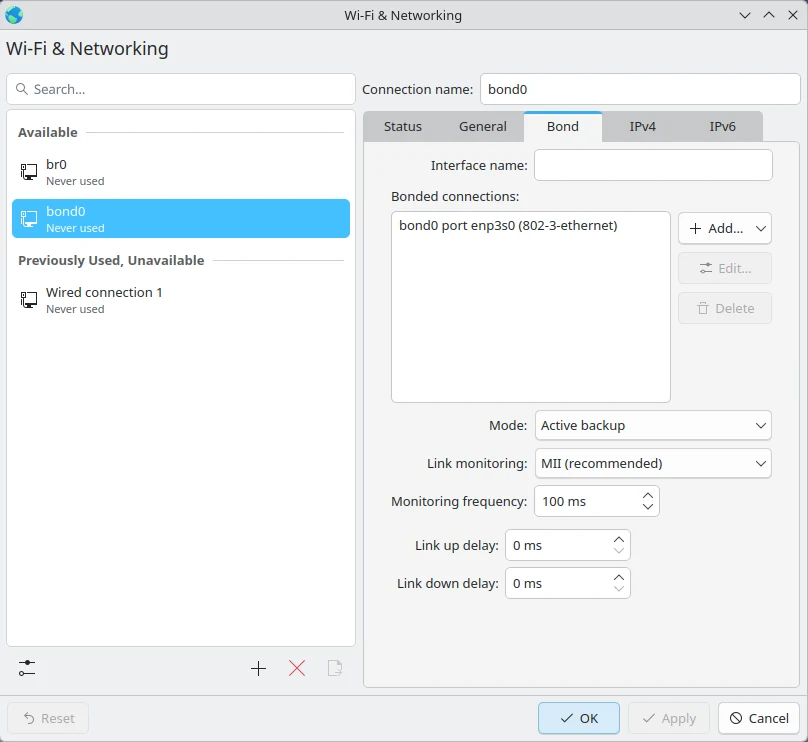 Wi-Fi & Networking
Wi-Fi & Networking
Search...
Available
br0
Never used
bond0
Never used
Previously Used, Unavailable
Wired connection 1
Never used
Connection name: bond0
Status General Bond IPv4 IPv6
Interface name:
Bonded connections:
bond0 port enp3s0 (802-3-ethernet)
Add...
Edit...
Delete
Mode: Active backup
Link monitoring: MII (recommended)
Monitoring frequency: 100 ms
Link up delay: 0 ms
Link down delay: 0 ms
Reset OK Apply Cancel